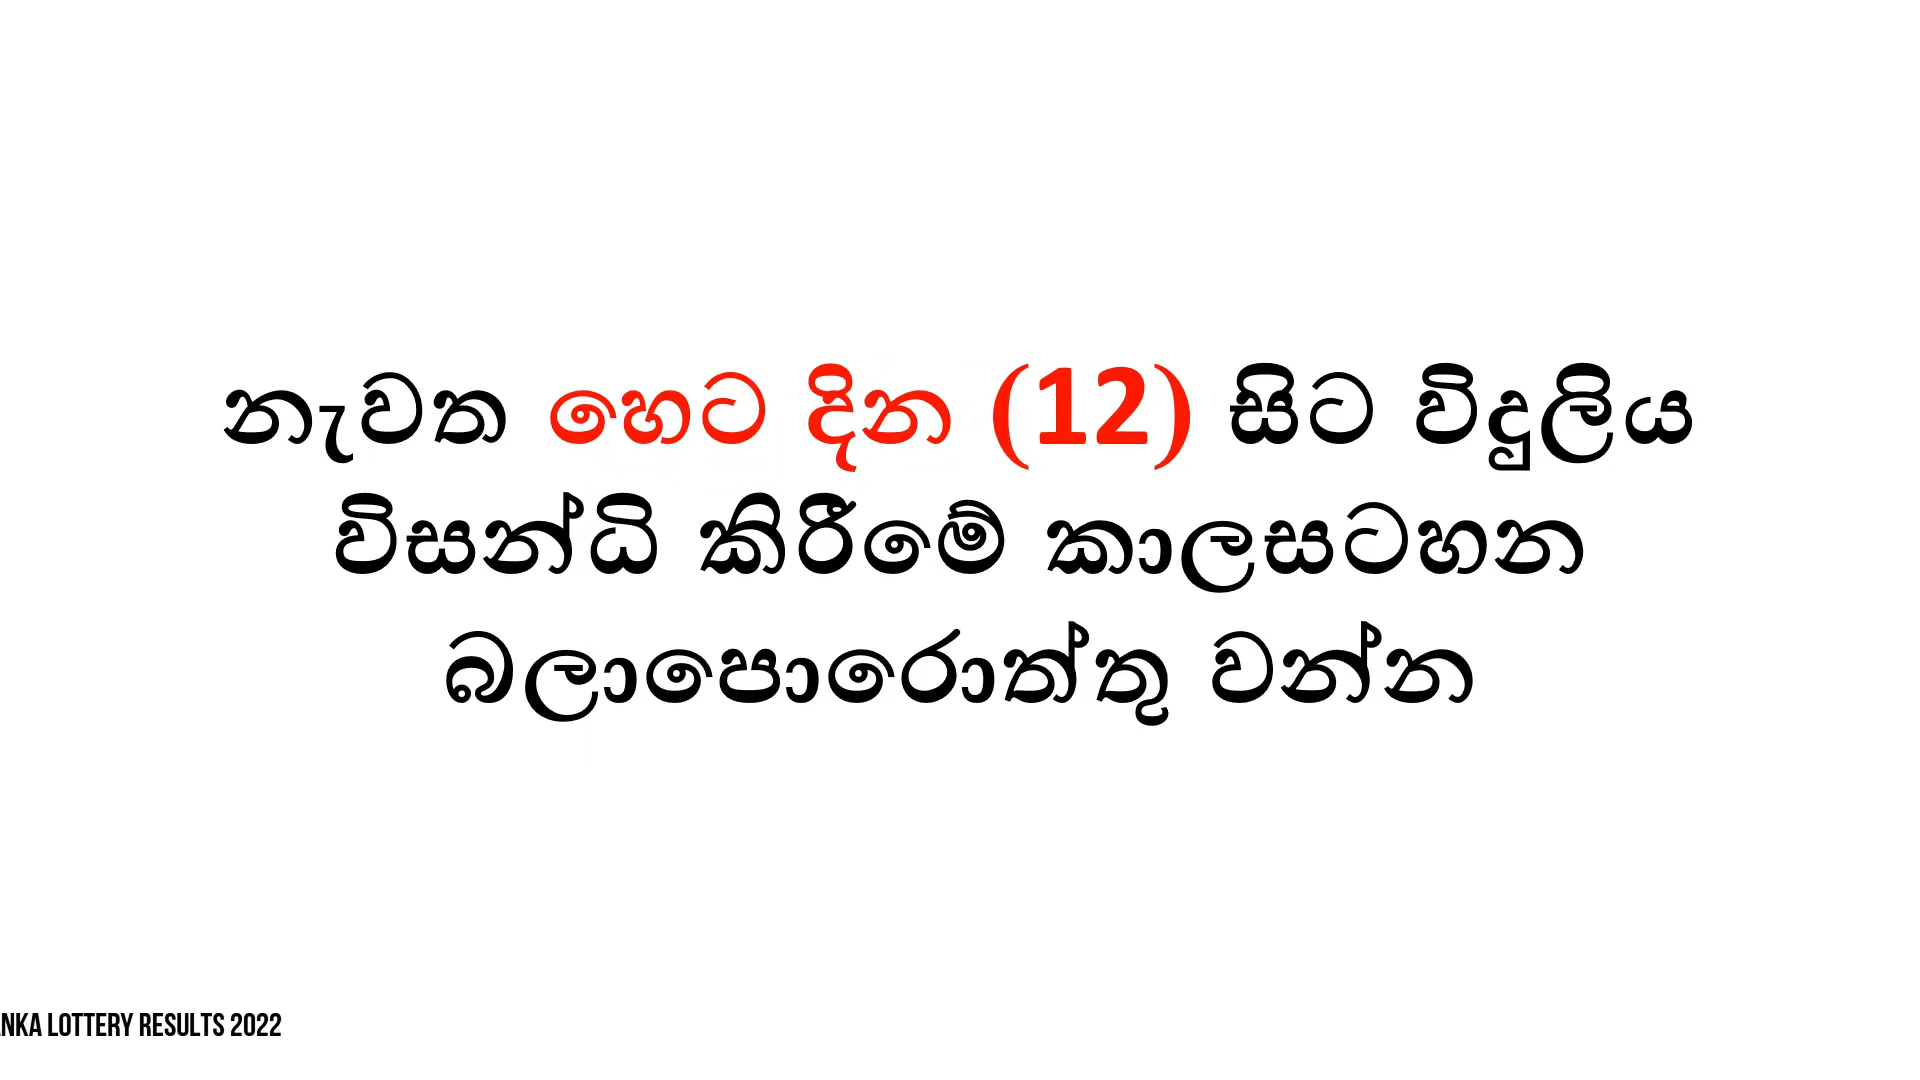 නැවත හෙට දින (12) සිට විදුලිය
විසන්ධි කිරීමේ කාලසටහන
බලාපොරොත්තු වන්න
NKA LOTTERY RESULTS 2022